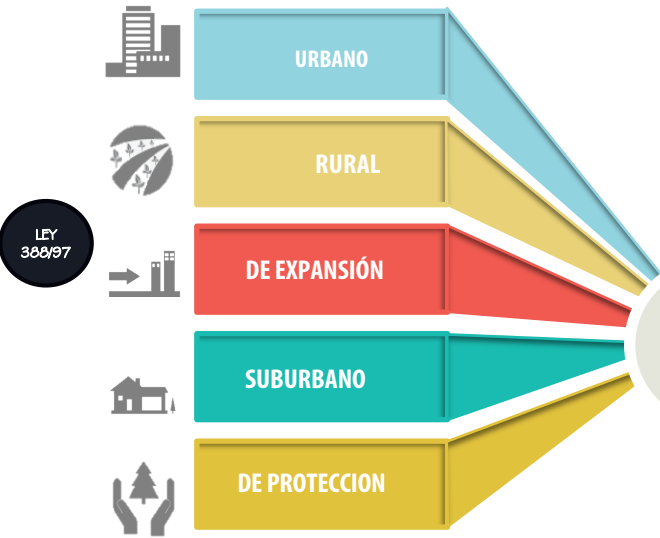 URBANO
RURAL
LEY
388/97
DE EXPANSIÓN
SUBURBANO
DE PROTECCION